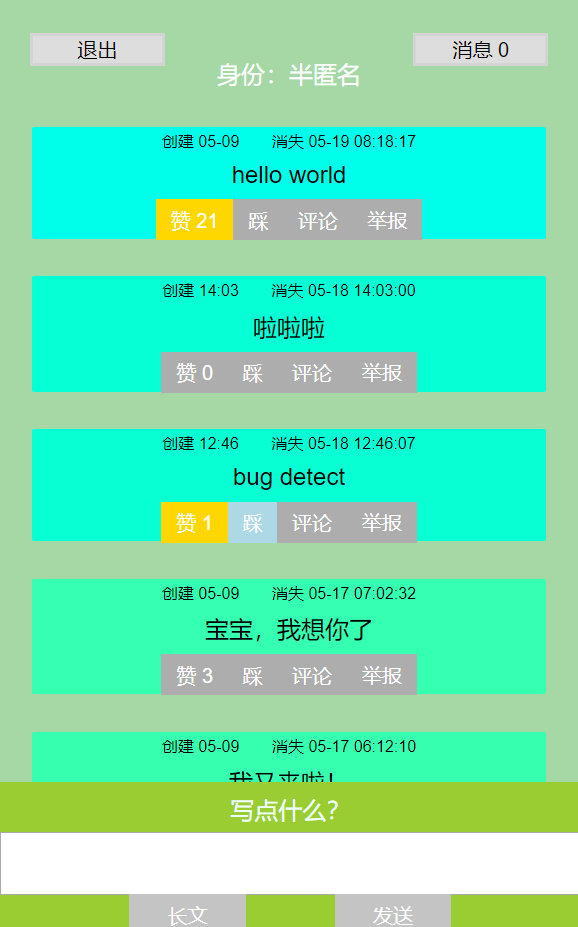 退出
消息 0
身份：半匿名
创建 05-09 消失 05-19 08:18:17
hello world
赞 21 踩 评论 举报
创建 14:03 消失 05-18 14:03:00
啦啦啦
赞 0 踩 评论 举报
创建 12:46 消失 05-18 12:46:07
bug detect
赞 1 踩 评论 举报
创建 05-09 消失 05-17 07:02:32
宝宝，我想你了
赞 3 踩 评论 举报
创建 05-09 消失 05-17 06:12:10
我又来啦！
写点什么？
长文 发送